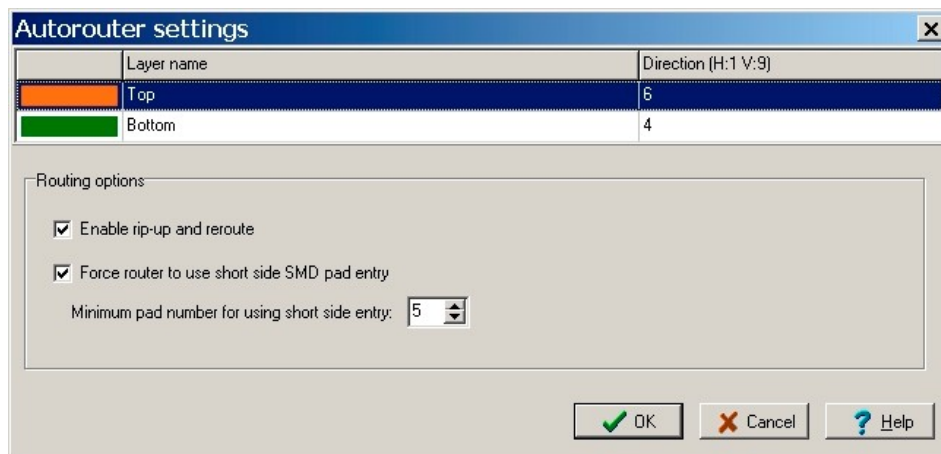 Autorouter settings
Layer name Direction (H:1 V:9)
Top 6
Bottom 4
Routing options
Enable rip-up and reroute
Force router to use short side SMD pad entry
Minimum pad number for using short side entry: 5
OK Cancel Help